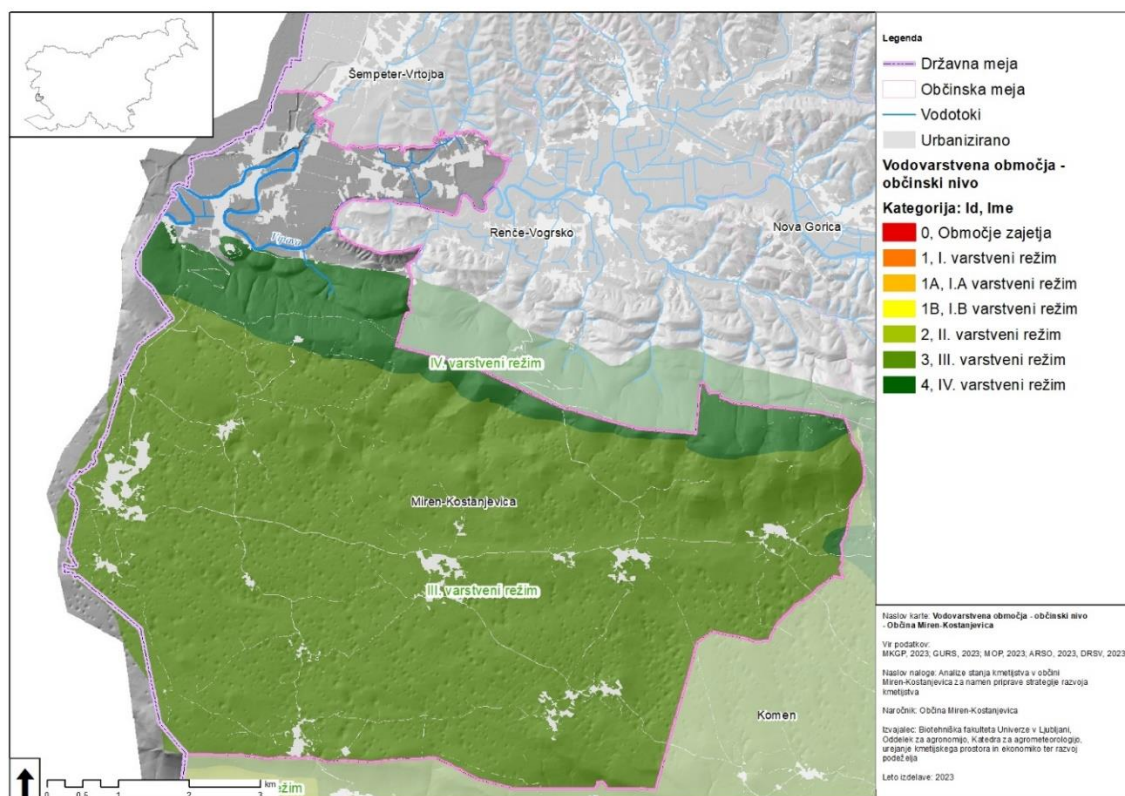 Šempeter-Vrtojba
Renče-Vogrsko
Nova Gorica
Vipava
IV. varstveni režim
Miren-Kostanjevica
III. varstveni režim
Komen
režim
0 0,5 1 2 3
km
Legenda
Državna meja
Občinska meja
Vodotoki
Urbanizirano
Vodovarstvena območja -
občinski nivo
Kategorija: Id, Ime
0, Območje zajetja
1, I. varstveni režim
1A, I.A varstveni režim
1B, I.B varstveni režim
2, II. varstveni režim
3, III. varstveni režim
4, IV. varstveni režim
Naslov karte: Vodovarstvena območja - občinski nivo
- Občina Miren-Kostanjevica
Vir podatkov:
MKGP, 2023; GURS, 2023; MOP, 2023; ARSO, 2023, DRSV, 2023
Naslov naloge: Analize stanja kmetijstva v občini
Miren-Kostanjevica za namen priprave strategije razvoja
kmetijstva
Naročnik: Občina Miren-Kostanjevica
Izvajalec: Biotehniška fakulteta Univerze v Ljubljani,
Oddelek za agronomijo, Katedra za agrometeorologijo,
urejanje kmetijskega prostora in ekonomiko ter razvoj
podeželja
Leto izdelave: 2023